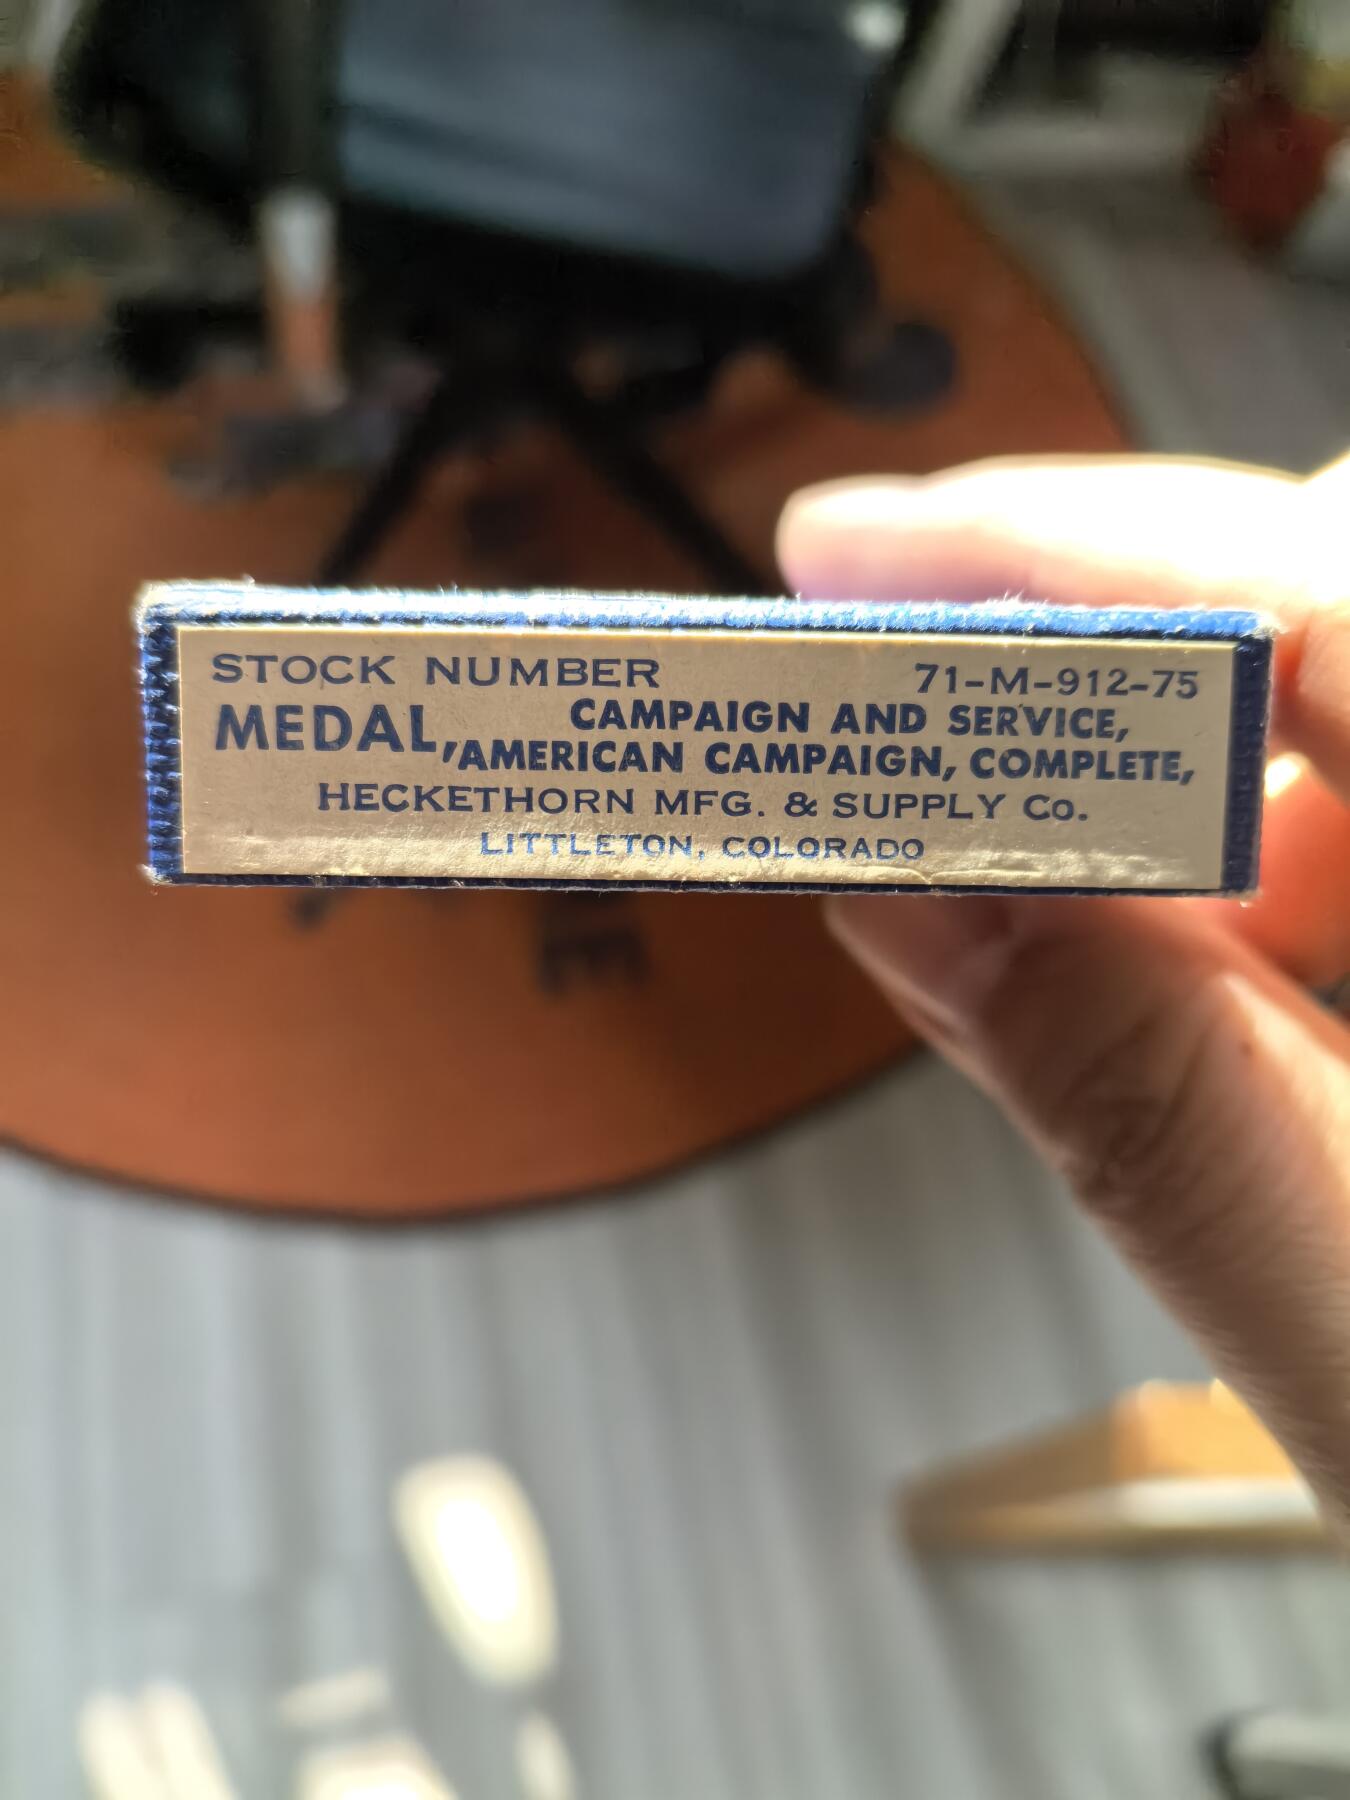 STOCK NUMBER 71-M-912-75
MEDAL, CAMPAIGN AND SERVICE,
AMERICAN CAMPAIGN, COMPLETE,
HECKETHORN MFG. & SUPPLY Co.
LITTLETON, COLORADO